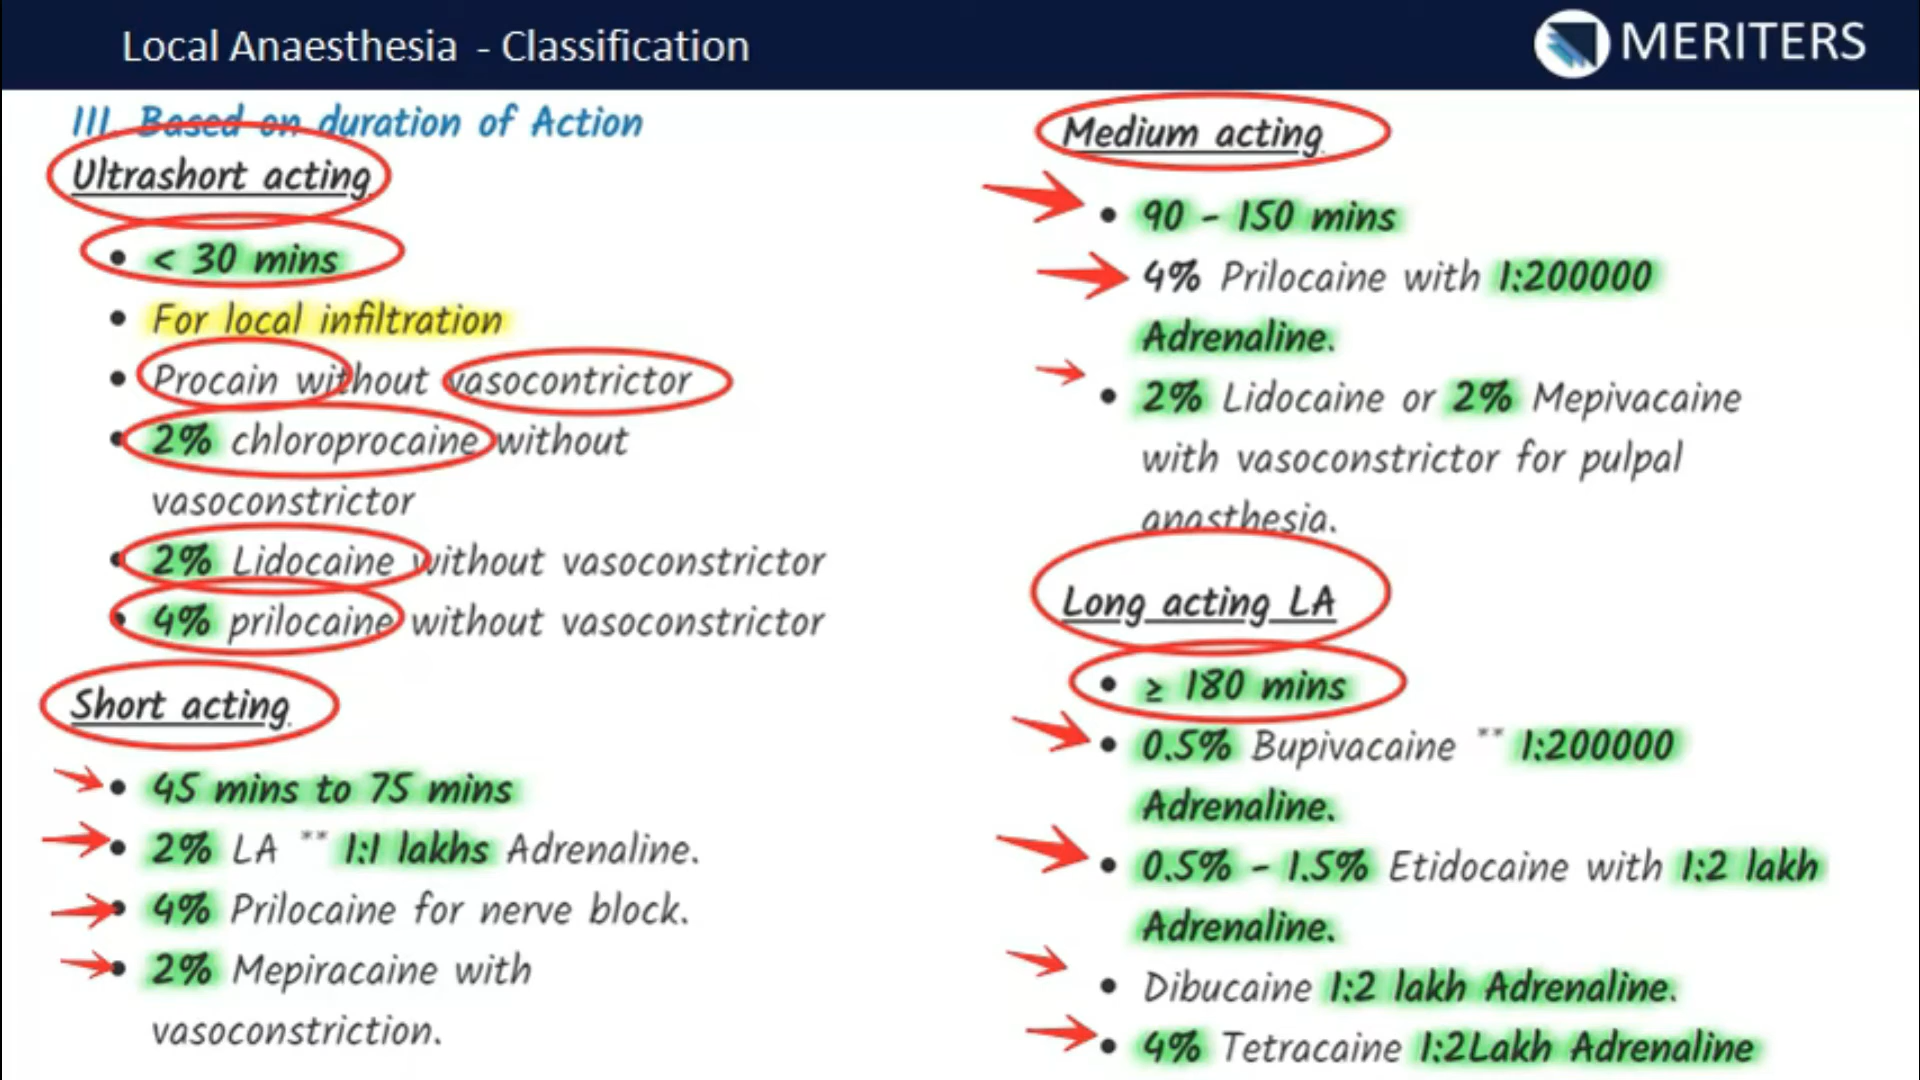 Local Anaesthesia - Classification
MERITERS
III. Based on duration of Action
Ultrashort acting
• < 30 mins
• For local infiltration
• Procain without vasocontrictor
• 2% chloroprocaine without
vasoconstrictor
• 2% Lidocaine without vasoconstrictor
• 4% prilocaine without vasoconstrictor
Short acting
• 45 mins to 75 mins
• 2% LA " 1:1 lakhs Adrenaline.
• 4% Prilocaine for nerve block.
• 2% Mepiracaine with
vasoconstriction.
Medium acting
• 90 - 150 mins
4% Prilocaine with 1:200000
Adrenaline.
• 2% Lidocaine or 2% Mepivacaine
with vasoconstrictor for pulpal
anasthesia.
Long acting LA
• ≥ 180 mins
• 0.5% Bupivacaine " 1:200000
Adrenaline.
• 0.5% - 1.5% Etidocaine with 1:2 lakh
Adrenaline.
• Dibucaine 1:2 lakh Adrenaline.
• 4% Tetracaine 1:2Lakh Adrenaline